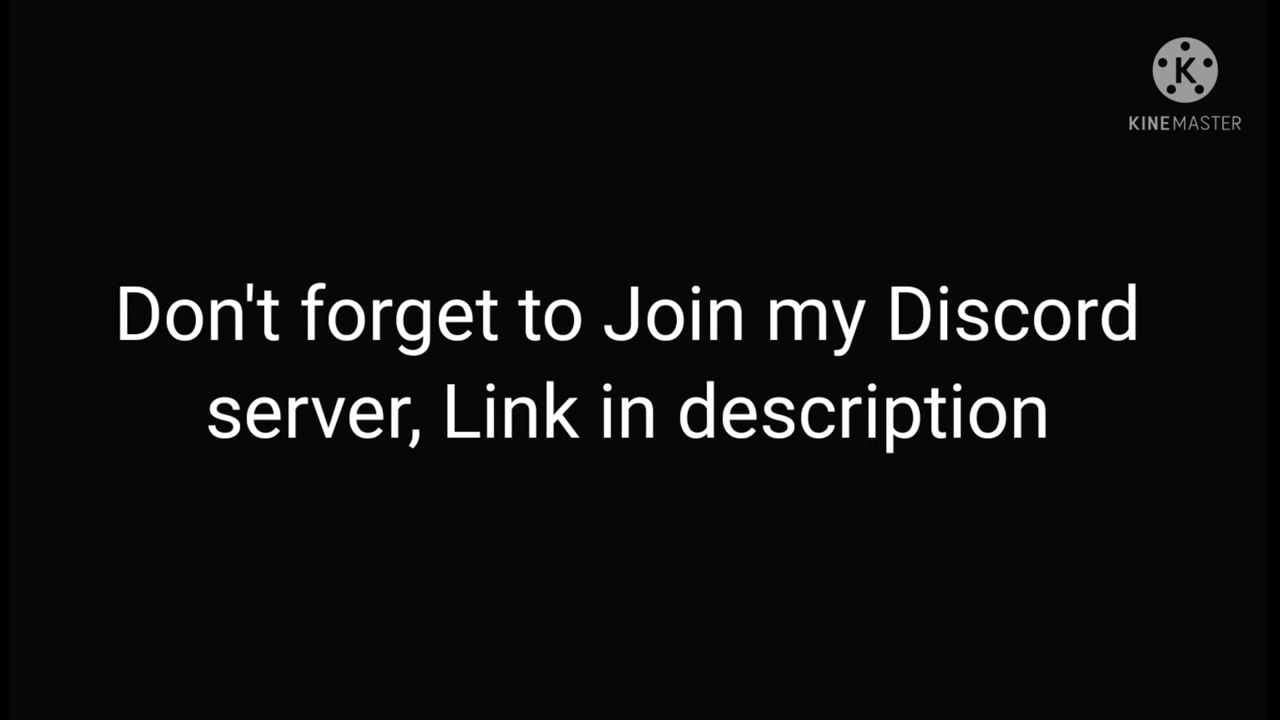 K
KINEMASTER
Don't forget to Join my Discord
server, Link in description